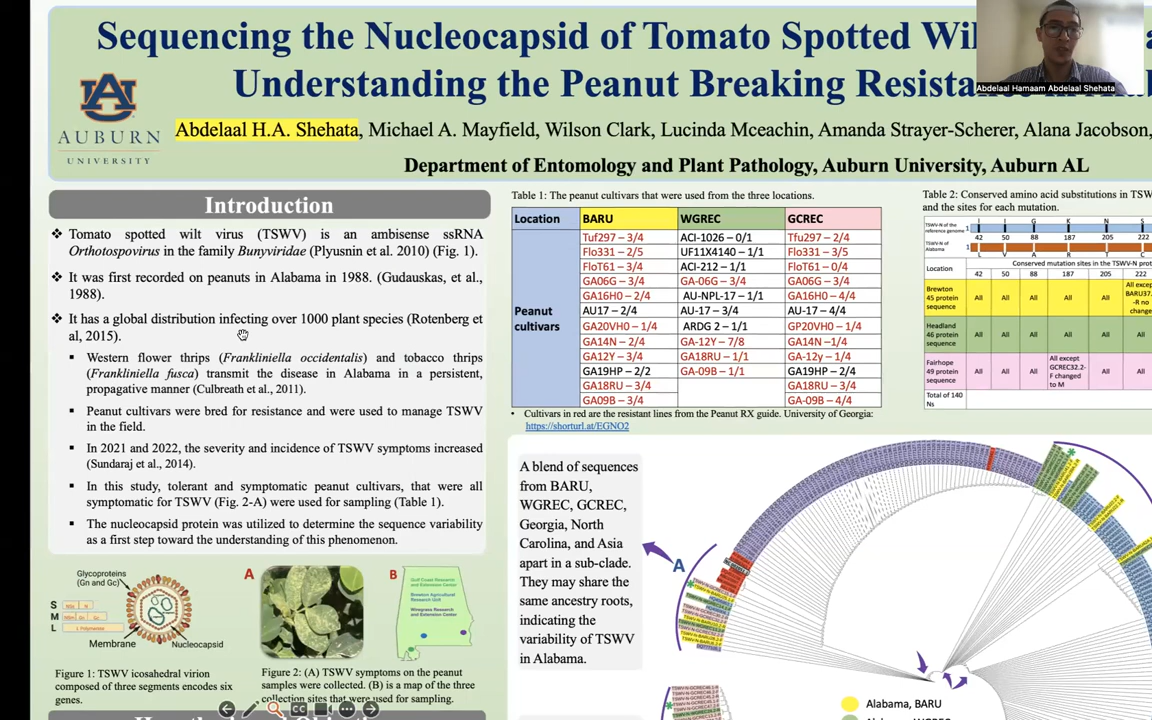 Sequencing the Nucleocapsid of Tomato Spotted Wil
Understanding the Peanut Breaking Resista
Abdelaal Hamaam Abdelaal Shehata
AUBURN
UNIVERSITY
Abdelaal H.A. Shehata, Michael A. Mayfield, Wilson Clark, Lucinda Mceachin, Amanda Strayer-Scherer, Alana Jacobson,
Department of Entomology and Plant Pathology, Auburn University, Auburn AL
Introduction
❖ Tomato spotted wilt virus (TSWV) is an ambisense ssRNA
Orthotospovirus in the family Bunyviridae (Plyusnin et al. 2010) (Fig. 1).
❖ It was first recorded on peanuts in Alabama in 1988. (Gudauskas, et al.,
1988).
❖ It has a global distribution infecting over 1000 plant species (Rotenberg et
al, 2015).
▪ Western flower thrips (Frankliniella occidentalis) and tobacco thrips
(Frankliniella fusca) transmit the disease in Alabama in a persistent,
propagative manner (Culbreath et al., 2011).
▪ Peanut cultivars were bred for resistance and were used to manage TSWV
in the field.
▪ In 2021 and 2022, the severity and incidence of TSWV symptoms increased
(Sundaraj et al., 2014).
▪ In this study, tolerant and symptomatic peanut cultivars, that were all
symptomatic for TSWV (Fig. 2-A) were used for sampling (Table 1).
▪ The nucleocapsid protein was utilized to determine the sequence variability
as a first step toward the understanding of this phenomenon.
Glycoproteins
(Gn and Gc)
S
M
L
Membrane
Nucleocapsid
Figure 1: TSWV icosahedral virion
composed of three segments encodes six
genes.
A
B
Gulf Coast Research
and Extension Center
Brewton Agricultural
Research Unit
Wiregrass Research
and Extension Center
Figure 2: (A) TSWV symptoms on the peanut
samples were collected. (B) is a map of the three
collection sites that were used for sampling.
Table 1: The peanut cultivars that were used from the three locations.
Location BARU WGREC GCREC
Peanut cultivars
Tuf297 – 3/4 ACI-1026 – 0/1 Tfu297 – 2/4
Flo331 – 2/5 UF11X4140 – 1/1 Flo331 – 3/5
FloT61 – 3/4 ACI-212 – 1/1 FloT61 – 0/4
GA06G – 3/4 GA-06G – 3/4 GA06G – 3/4
GA16H0 – 2/4 AU-NPL-17 – 1/1 GA16H0 – 4/4
AU17 – 2/4 AU-17 – 3/4 AU-17 – 4/4
GA20VH0 – 1/4 ARDG 2 – 1/1 GP20VH0 – 1/4
GA14N – 2/4 GA-12Y – 7/8 GA14N –1/4
GA12Y – 3/4 GA18RU – 1/1 GA-12y – 1/4
GA19HP – 2/2 GA-09B – 1/1 GA19HP – 2/4
GA18RU – 3/4 GA18RU – 3/4
GA09B – 3/4 GA-09B – 4/4
• Cultivars in red are the resistant lines from the Peanut RX guide. University of Georgia:
https://shorturl.at/EGNO2
Table 2: Conserved amino acid substitutions in TSW
and the sites for each mutation.
TSWV-N of the
reference genome
1
I I G K N S
42 50 88 187 205 222
TSWV-N of
Alabama
1
L V A R T C
Location
Conserved mutation sites in the TSWV-N prot
42 50 88 187 205 222
Brewton
45 protein
sequence
All All All All All
All excep
BARU37.
-R no
change
Headland
46 protein
sequence
All All All All All All
Fairhope
49 protein
sequence
All All All
All except
GCREC32.2-
F changed
to M
All All
Total of 140
Ns
A blend of sequences
from BARU,
WGREC, GCREC,
Georgia, North
Carolina, and Asia
apart in a sub-clade.
They may share the
same ancestry roots,
indicating the
variability of TSWV
in Alabama.
A
Alabama, BARU